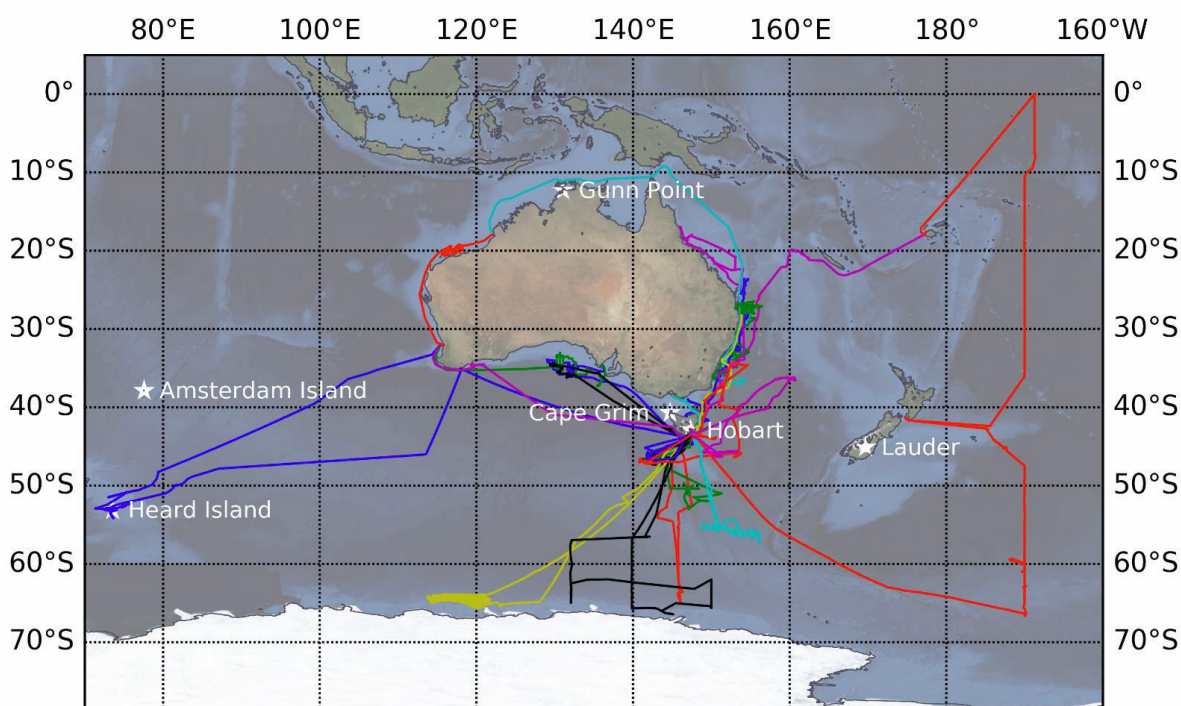 80°E 100°E 120°E 140°E 160°E 180° 160°W
0° 0°
10°S 10°S
Gunn Point
20°S 20°S
30°S 30°S
Amsterdam Island
40°S 40°S
Cape Grim
Hobart
Lauder
50°S 50°S
Heard Island
60°S 60°S
70°S 70°S